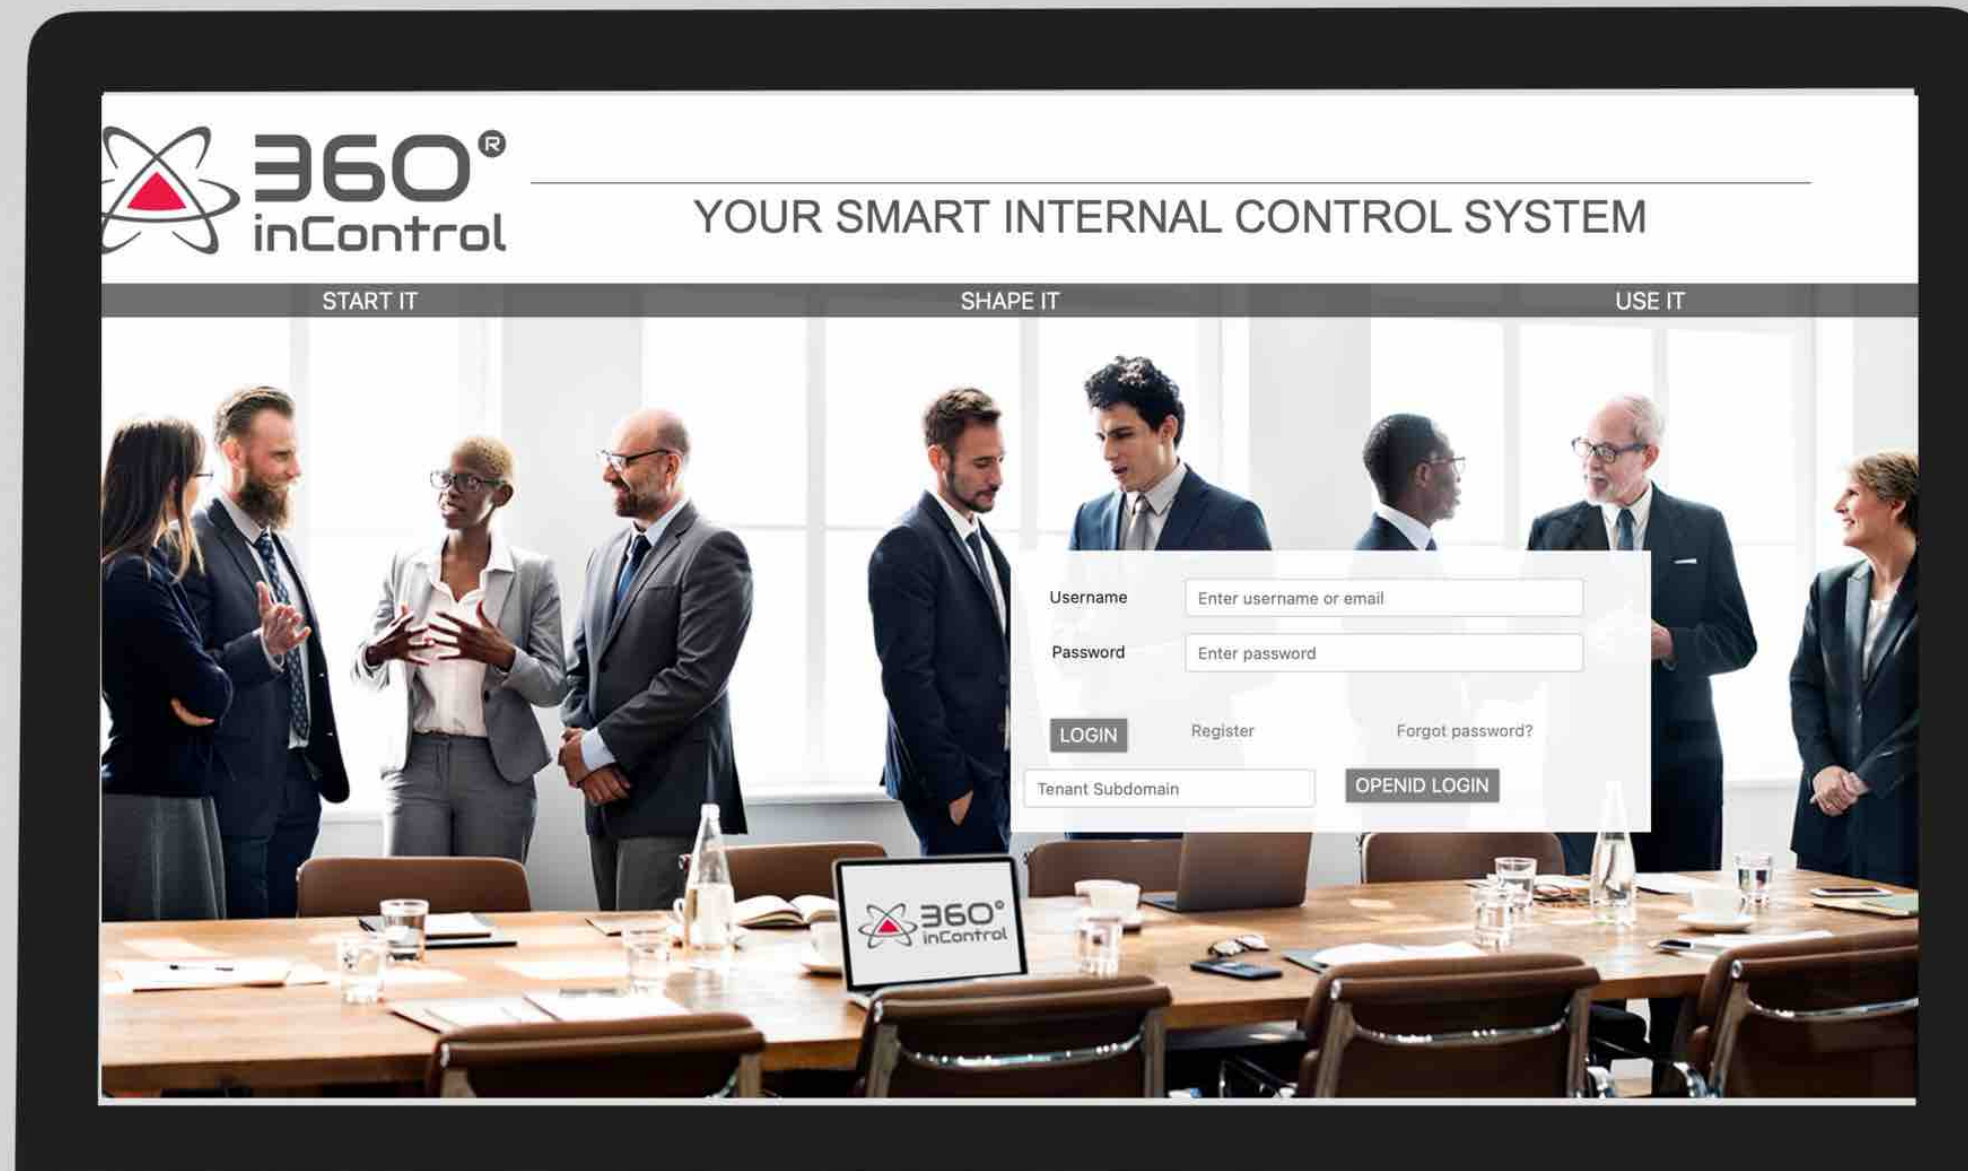 360°®
inControl
YOUR SMART INTERNAL CONTROL SYSTEM
START IT SHAPE IT USE IT
Username Enter username or email
Password Enter password
LOGIN Register Forgot password?
Tenant Subdomain OPENID LOGIN
360°
inControl